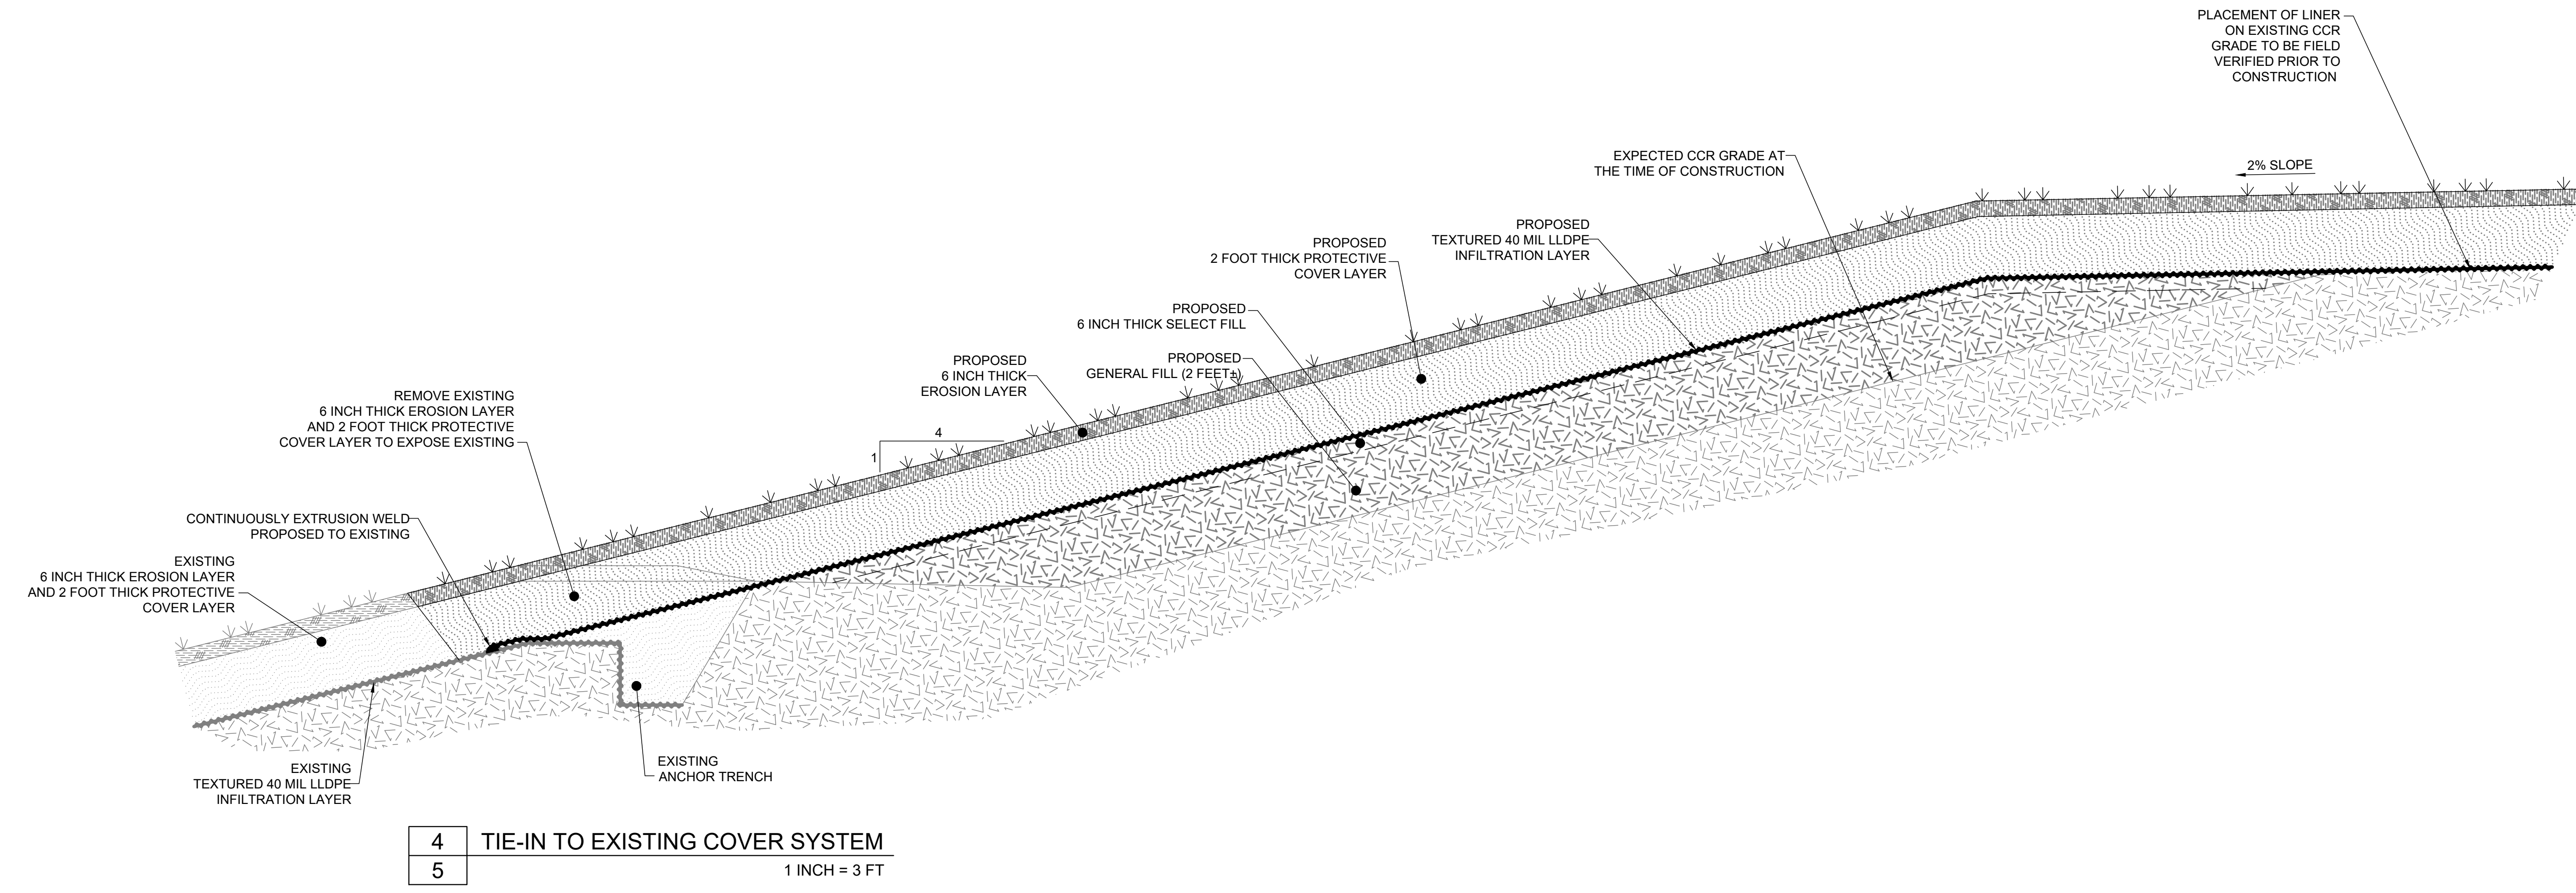 PLACEMENT OF LINER
ON EXISTING CCR
GRADE TO BE FIELD
VERIFIED PRIOR TO
CONSTRUCTION
2% SLOPE
EXPECTED CCR GRADE AT
THE TIME OF CONSTRUCTION
PROPOSED
TEXTURED 40 MIL LLDPE
INFILTRATION LAYER
PROPOSED
2 FOOT THICK PROTECTIVE
COVER LAYER
PROPOSED
6 INCH THICK SELECT FILL
PROPOSED
GENERAL FILL (2 FEET±)
PROPOSED
6 INCH THICK
EROSION LAYER
4
1
REMOVE EXISTING
6 INCH THICK EROSION LAYER
AND 2 FOOT THICK PROTECTIVE
COVER LAYER TO EXPOSE EXISTING
CONTINUOUSLY EXTRUSION WELD
PROPOSED TO EXISTING
EXISTING
6 INCH THICK EROSION LAYER
AND 2 FOOT THICK PROTECTIVE
COVER LAYER
EXISTING
TEXTURED 40 MIL LLDPE
INFILTRATION LAYER
EXISTING
ANCHOR TRENCH
4
TIE-IN TO EXISTING COVER SYSTEM
5
1 INCH = 3 FT